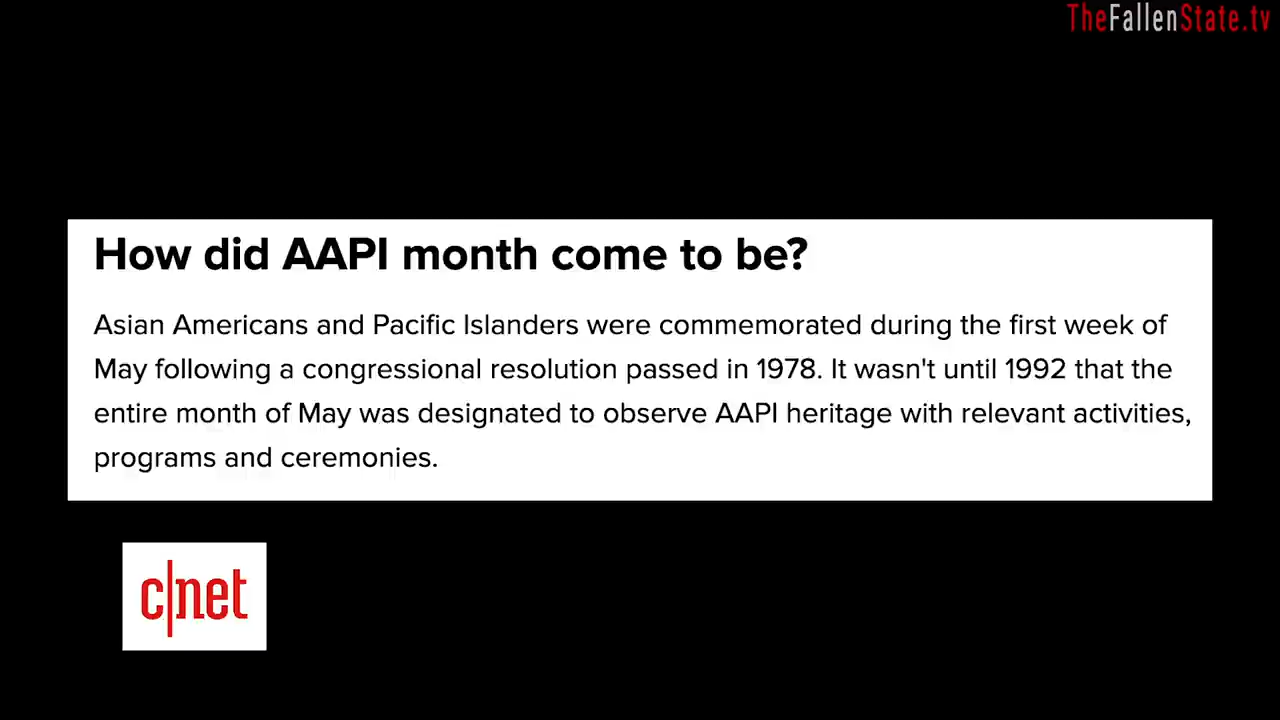 TheFallenState.tv
How did AAPI month come to be?
Asian Americans and Pacific Islanders were commemorated during the first week of
May following a congressional resolution passed in 1978. It wasn't until 1992 that the
entire month of May was designated to observe AAPI heritage with relevant activities,
programs and ceremonies.
c|net